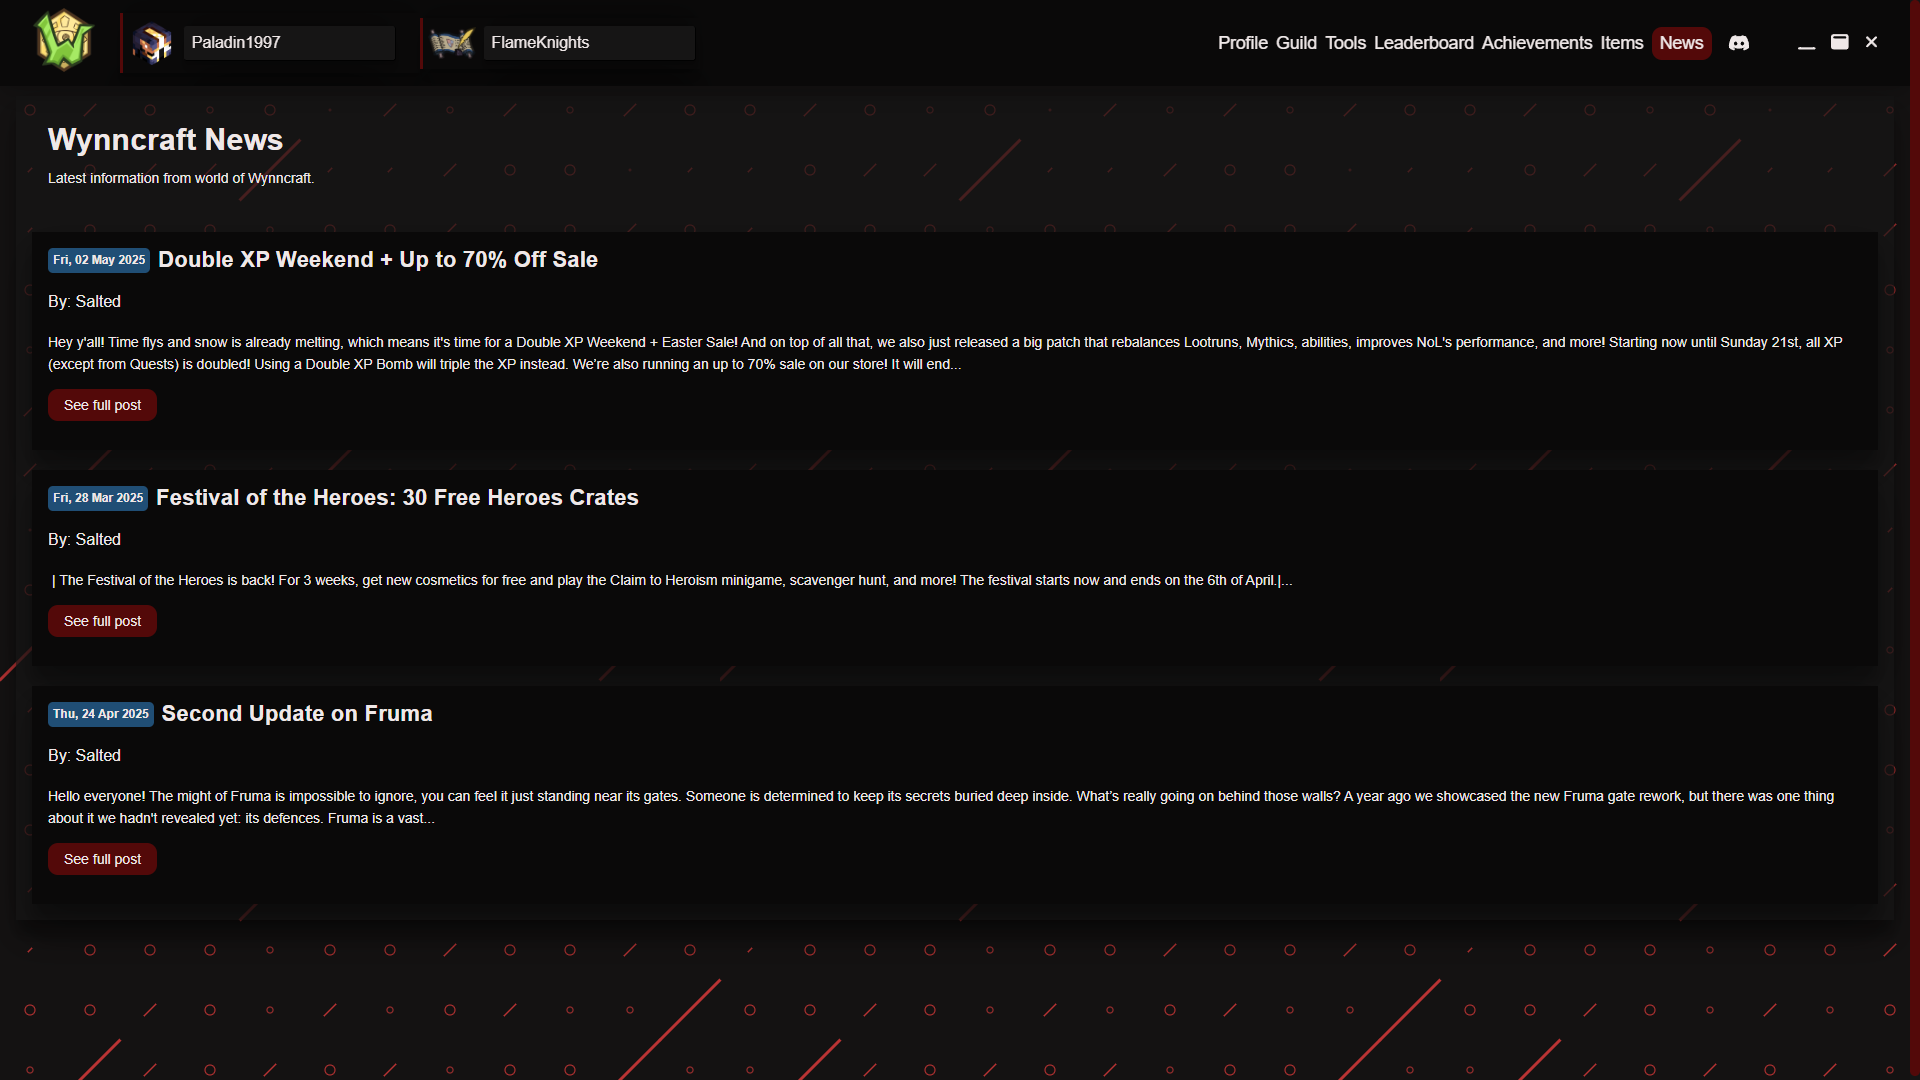 Paladin1997
FlameKnights
Profile Guild Tools Leaderboard Achievements Items News
Wynncraft News
Latest information from world of Wynncraft.
Fri, 02 May 2025 Double XP Weekend + Up to 70% Off Sale
By: Salted
Hey y'all! Time flys and snow is already melting, which means it's time for a Double XP Weekend + Easter Sale! And on top of all that, we also just released a big patch that rebalances Lootruns, Mythics, abilities, improves NoL's performance, and more! Starting now until Sunday 21st, all XP
(except from Quests) is doubled! Using a Double XP Bomb will triple the XP instead. We’re also running an up to 70% sale on our store! It will end...
See full post
Fri, 28 Mar 2025 Festival of the Heroes: 30 Free Heroes Crates
By: Salted
| The Festival of the Heroes is back! For 3 weeks, get new cosmetics for free and play the Claim to Heroism minigame, scavenger hunt, and more! The festival starts now and ends on the 6th of April.|...
See full post
Thu, 24 Apr 2025 Second Update on Fruma
By: Salted
Hello everyone! The might of Fruma is impossible to ignore, you can feel it just standing near its gates. Someone is determined to keep its secrets buried deep inside. What’s really going on behind those walls? A year ago we showcased the new Fruma gate rework, but there was one thing
about it we hadn't revealed yet: its defences. Fruma is a vast...
See full post